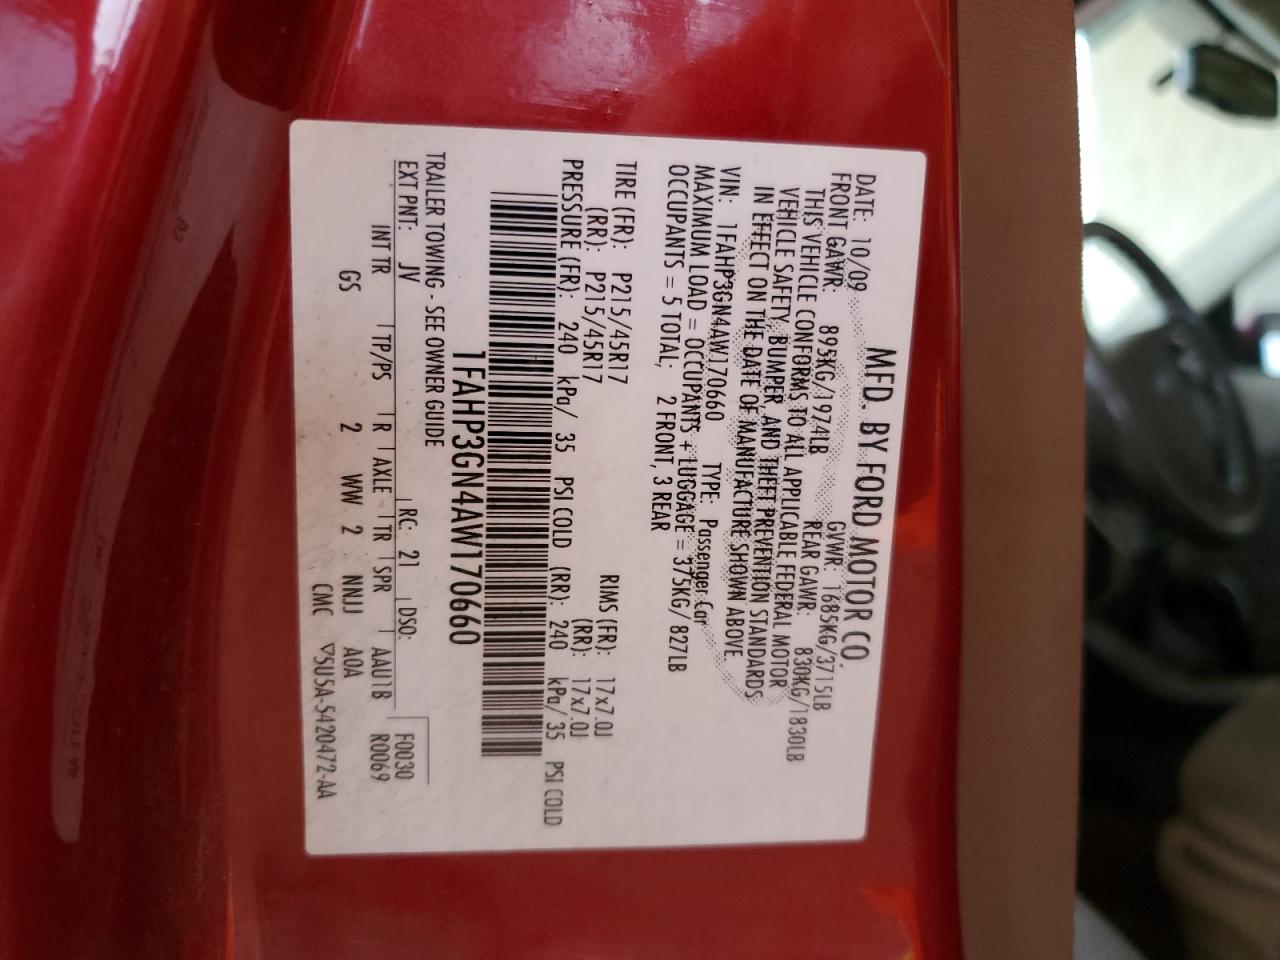 MFD. BY FORD MOTOR CO.
DATE: 10/09 GVWR: 1685KG/3715LB
FRONT GAWR: 895KG/1974LB REAR GAWR: 830KG/1830LB
THIS VEHICLE CONFORMS TO ALL APPLICABLE FEDERAL MOTOR
VEHICLE SAFETY, BUMPER, AND THEFT PREVENTION STANDARDS
IN EFFECT ON THE DATE OF MANUFACTURE SHOWN ABOVE.
VIN: 1FAHP3GN4AW170660 TYPE: Passenger Car
MAXIMUM LOAD = OCCUPANTS + LUGGAGE = 375KG/ 827LB
OCCUPANTS = 5 TOTAL; 2 FRONT, 3 REAR
TIRE (FR): P215/45R17 RIMS (FR): 17x7.0J
(RR): P215/45R17 (RR): 17x7.0J
PRESSURE (FR): 240 kPa/ 35 PSI COLD (RR): 240 kPa/ 35 PSI COLD
1FAHP3GN4AW170660
TRAILER TOWING - SEE OWNER GUIDE
EXT PNT: JV RC: 21 DSO: F0030
INT TR TP/PS R AXLE TR SPR AAU1B R0069
GS 2 WW 2 NNJJ A0A
CMC ▽5U5A-5420472-AA